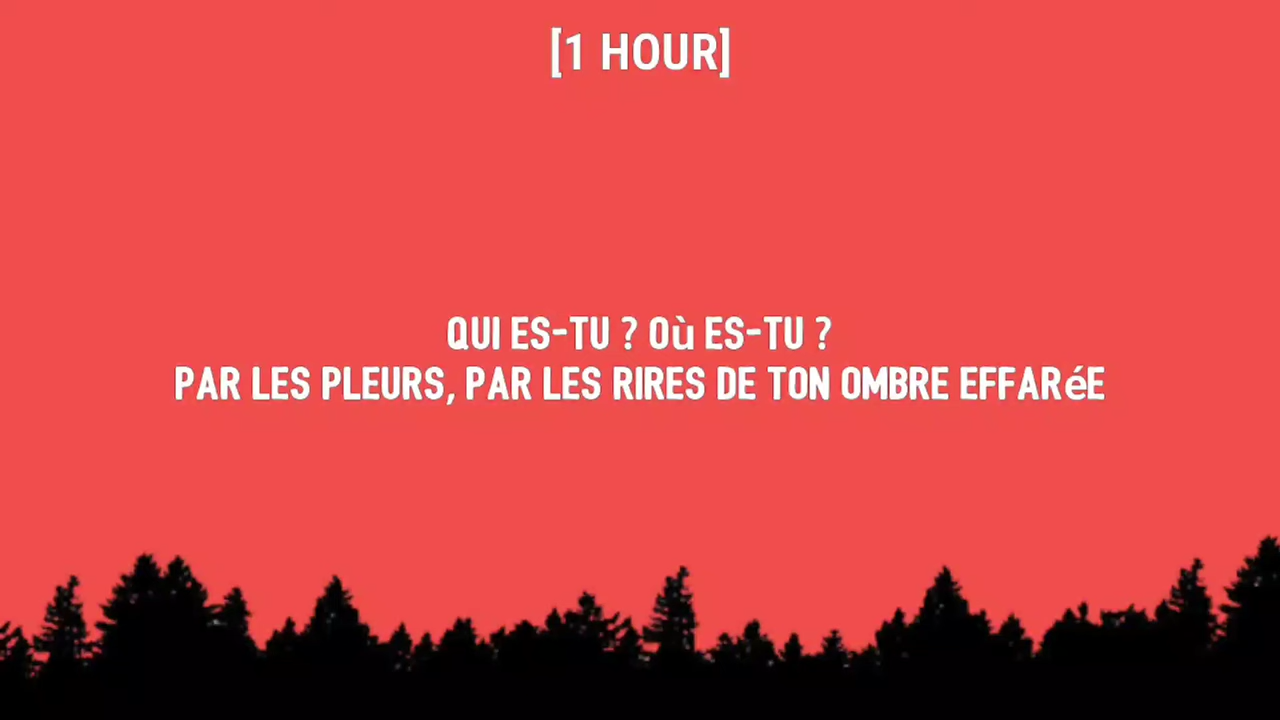 [1 HOUR]
QUI ES-TU ? Où ES-TU ?
PAR LES PLEURS, PAR LES RIRES DE TON OMBRE EFFARéE